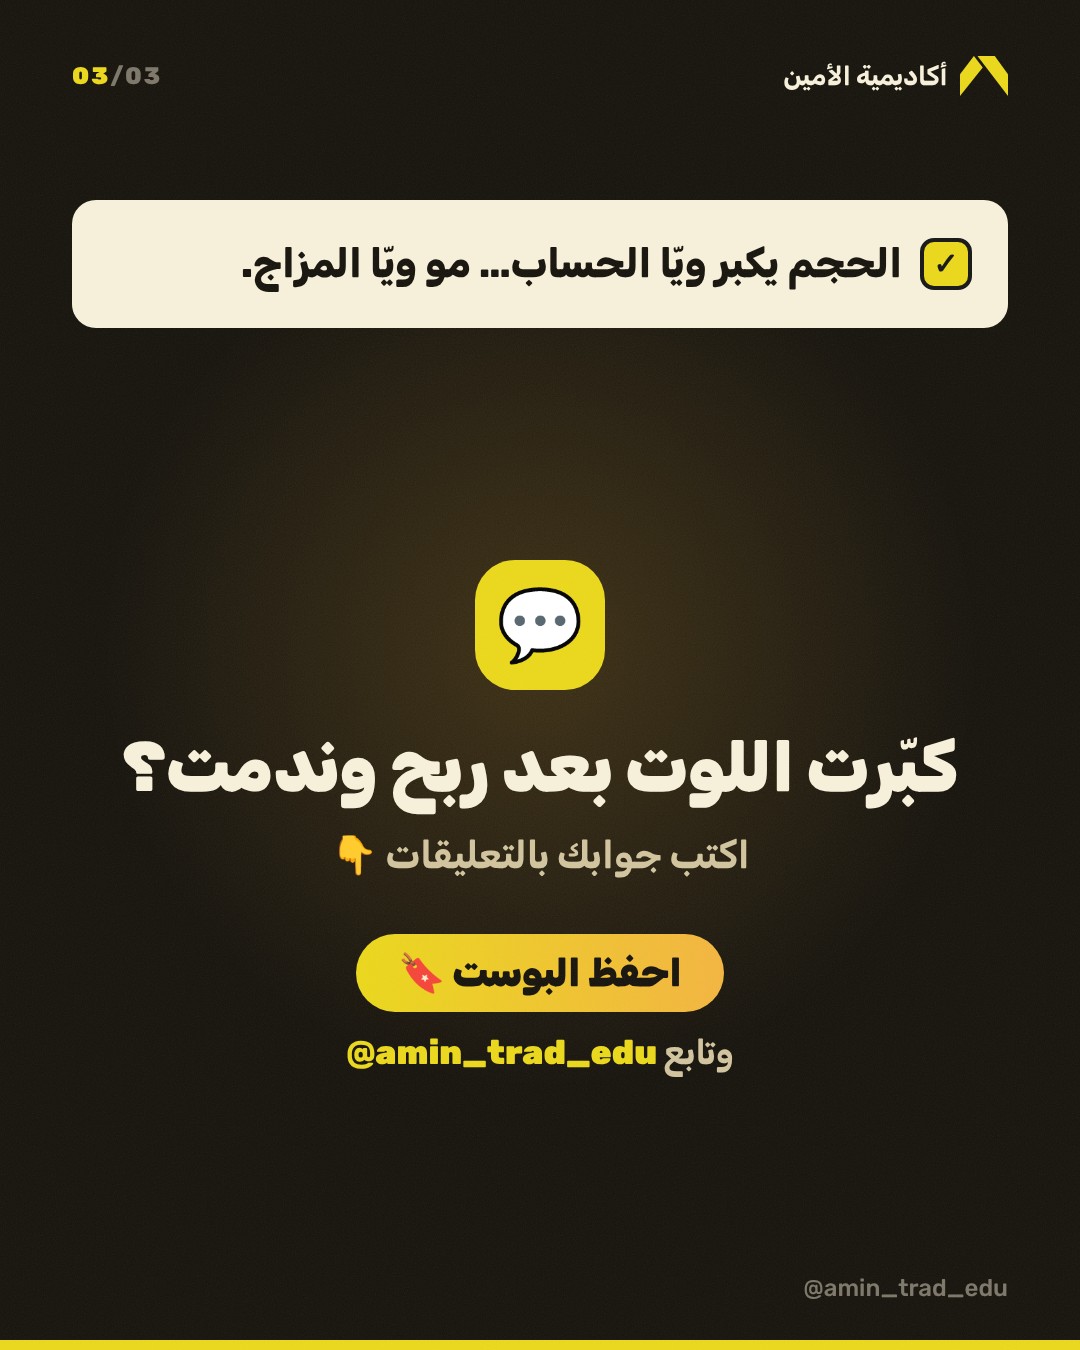 أكاديمية الأمين
03/03
الحجم يكبر ويّا الحساب... مو ويّا المزاج.
كبّرت اللوت بعد ربح وندمت؟
اكتب جوابك بالتعليقات 👇
احفظ البوست 🔖
وتابع @amin_trad_edu
@amin_trad_edu